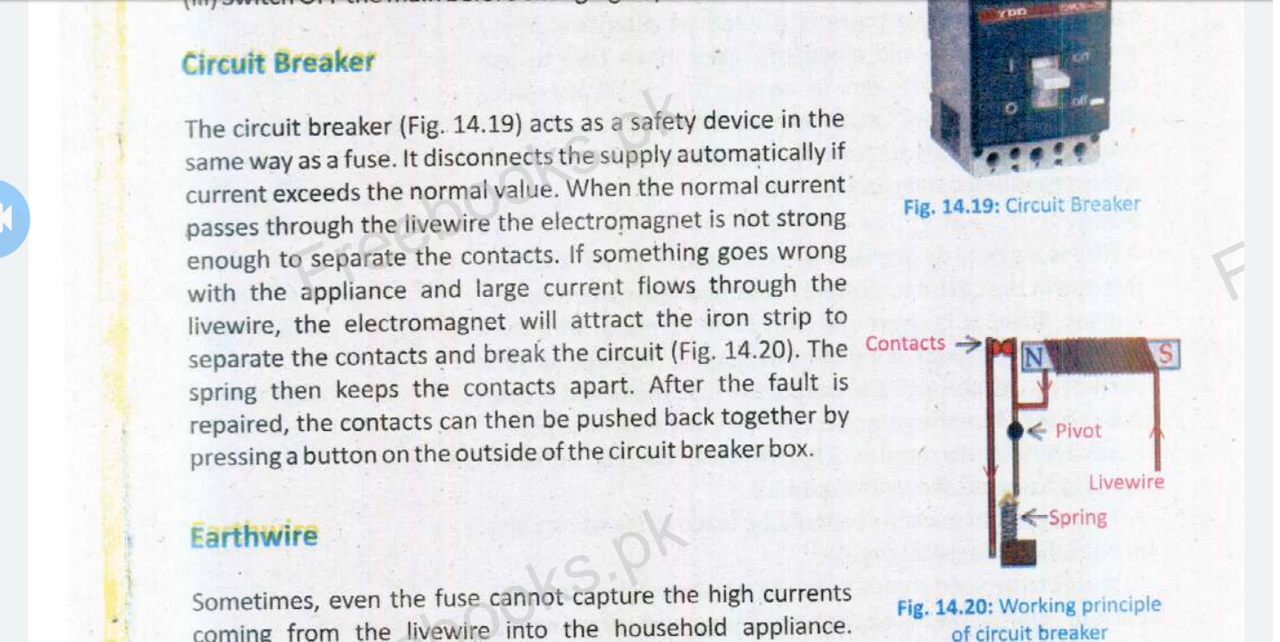 Circuit Breaker
The circuit breaker (Fig. 14.19) acts as a safety device in the
same way as a fuse. It disconnects the supply automatically if
current exceeds the normal value. When the normal current
passes through the livewire the electromagnet is not strong
enough to separate the contacts. If something goes wrong
with the appliance and large current flows through the
livewire, the electromagnet will attract the iron strip to
separate the contacts and break the circuit (Fig. 14.20). The
spring then keeps the contacts apart. After the fault is
repaired, the contacts can then be pushed back together by
pressing a button on the outside of the circuit breaker box.
Earthwire
Sometimes, even the fuse cannot capture the high currents
coming from the livewire into the household appliance.
on
off
Fig. 14.19: Circuit Breaker
Contacts
N
S
Pivot
Livewire
Spring
Fig. 14.20: Working principle
of circuit breaker
Freebooks.pk
ebooks.pk
F